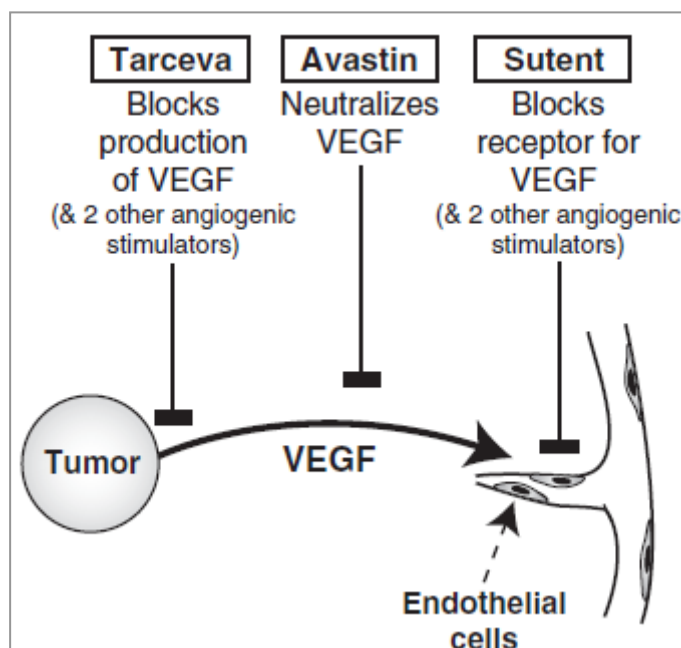 Tarceva
Blocks
production
of VEGF
(& 2 other angiogenic
stimulators)
Avastin
Neutralizes
VEGF
Sutent
Blocks
receptor for
VEGF
(& 2 other angiogenic
stimulators)
Tumor
VEGF
Endothelial
cells